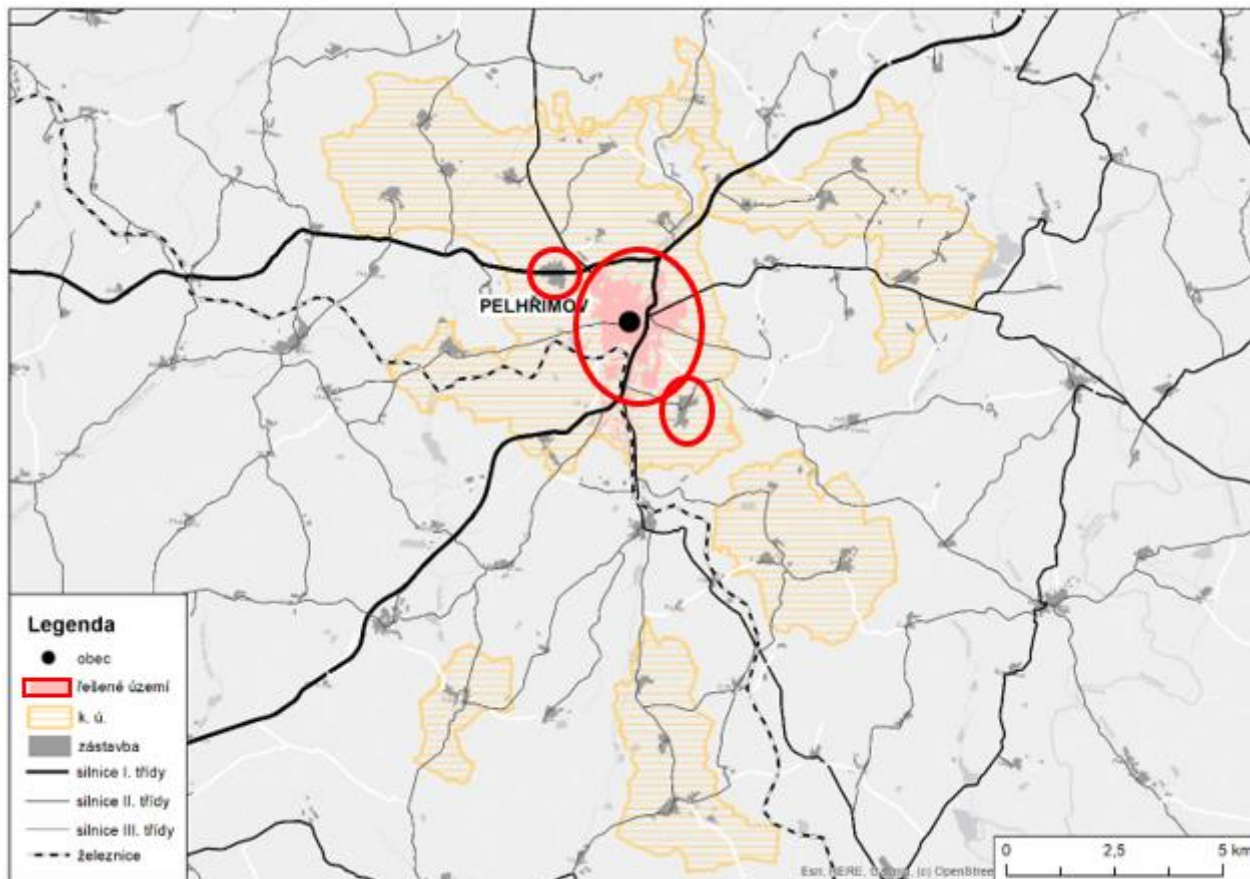 PELHŘIMOV
Legenda
obec
řešené území
k. ú.
zástavba
silnice I. třídy
silnice II. třídy
silnice III. třídy
železnice
0 2,5 5 km
Esri, HERE, (c) OpenStree